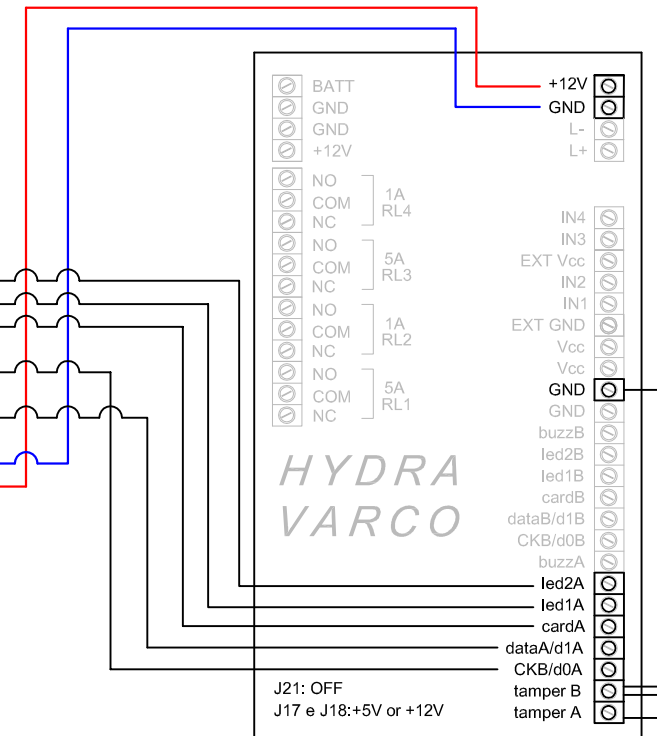 +12V
GND
L-
L+
BATT
GND
GND
+12V
NO
COM
NC
1A
RL4
NO
COM
NC
5A
RL3
NO
COM
NC
1A
RL2
NO
COM
NC
5A
RL1
IN4
IN3
EXT Vcc
IN2
IN1
EXT GND
Vcc
Vcc
GND
GND
buzzB
led2B
led1B
cardB
dataB/d1B
CKB/d0B
buzzA
led2A
led1A
cardA
dataA/d1A
CKB/d0A
tamper B
tamper A
HYDRA
VARCO
J21: OFF
J17 e J18:+5V or +12V